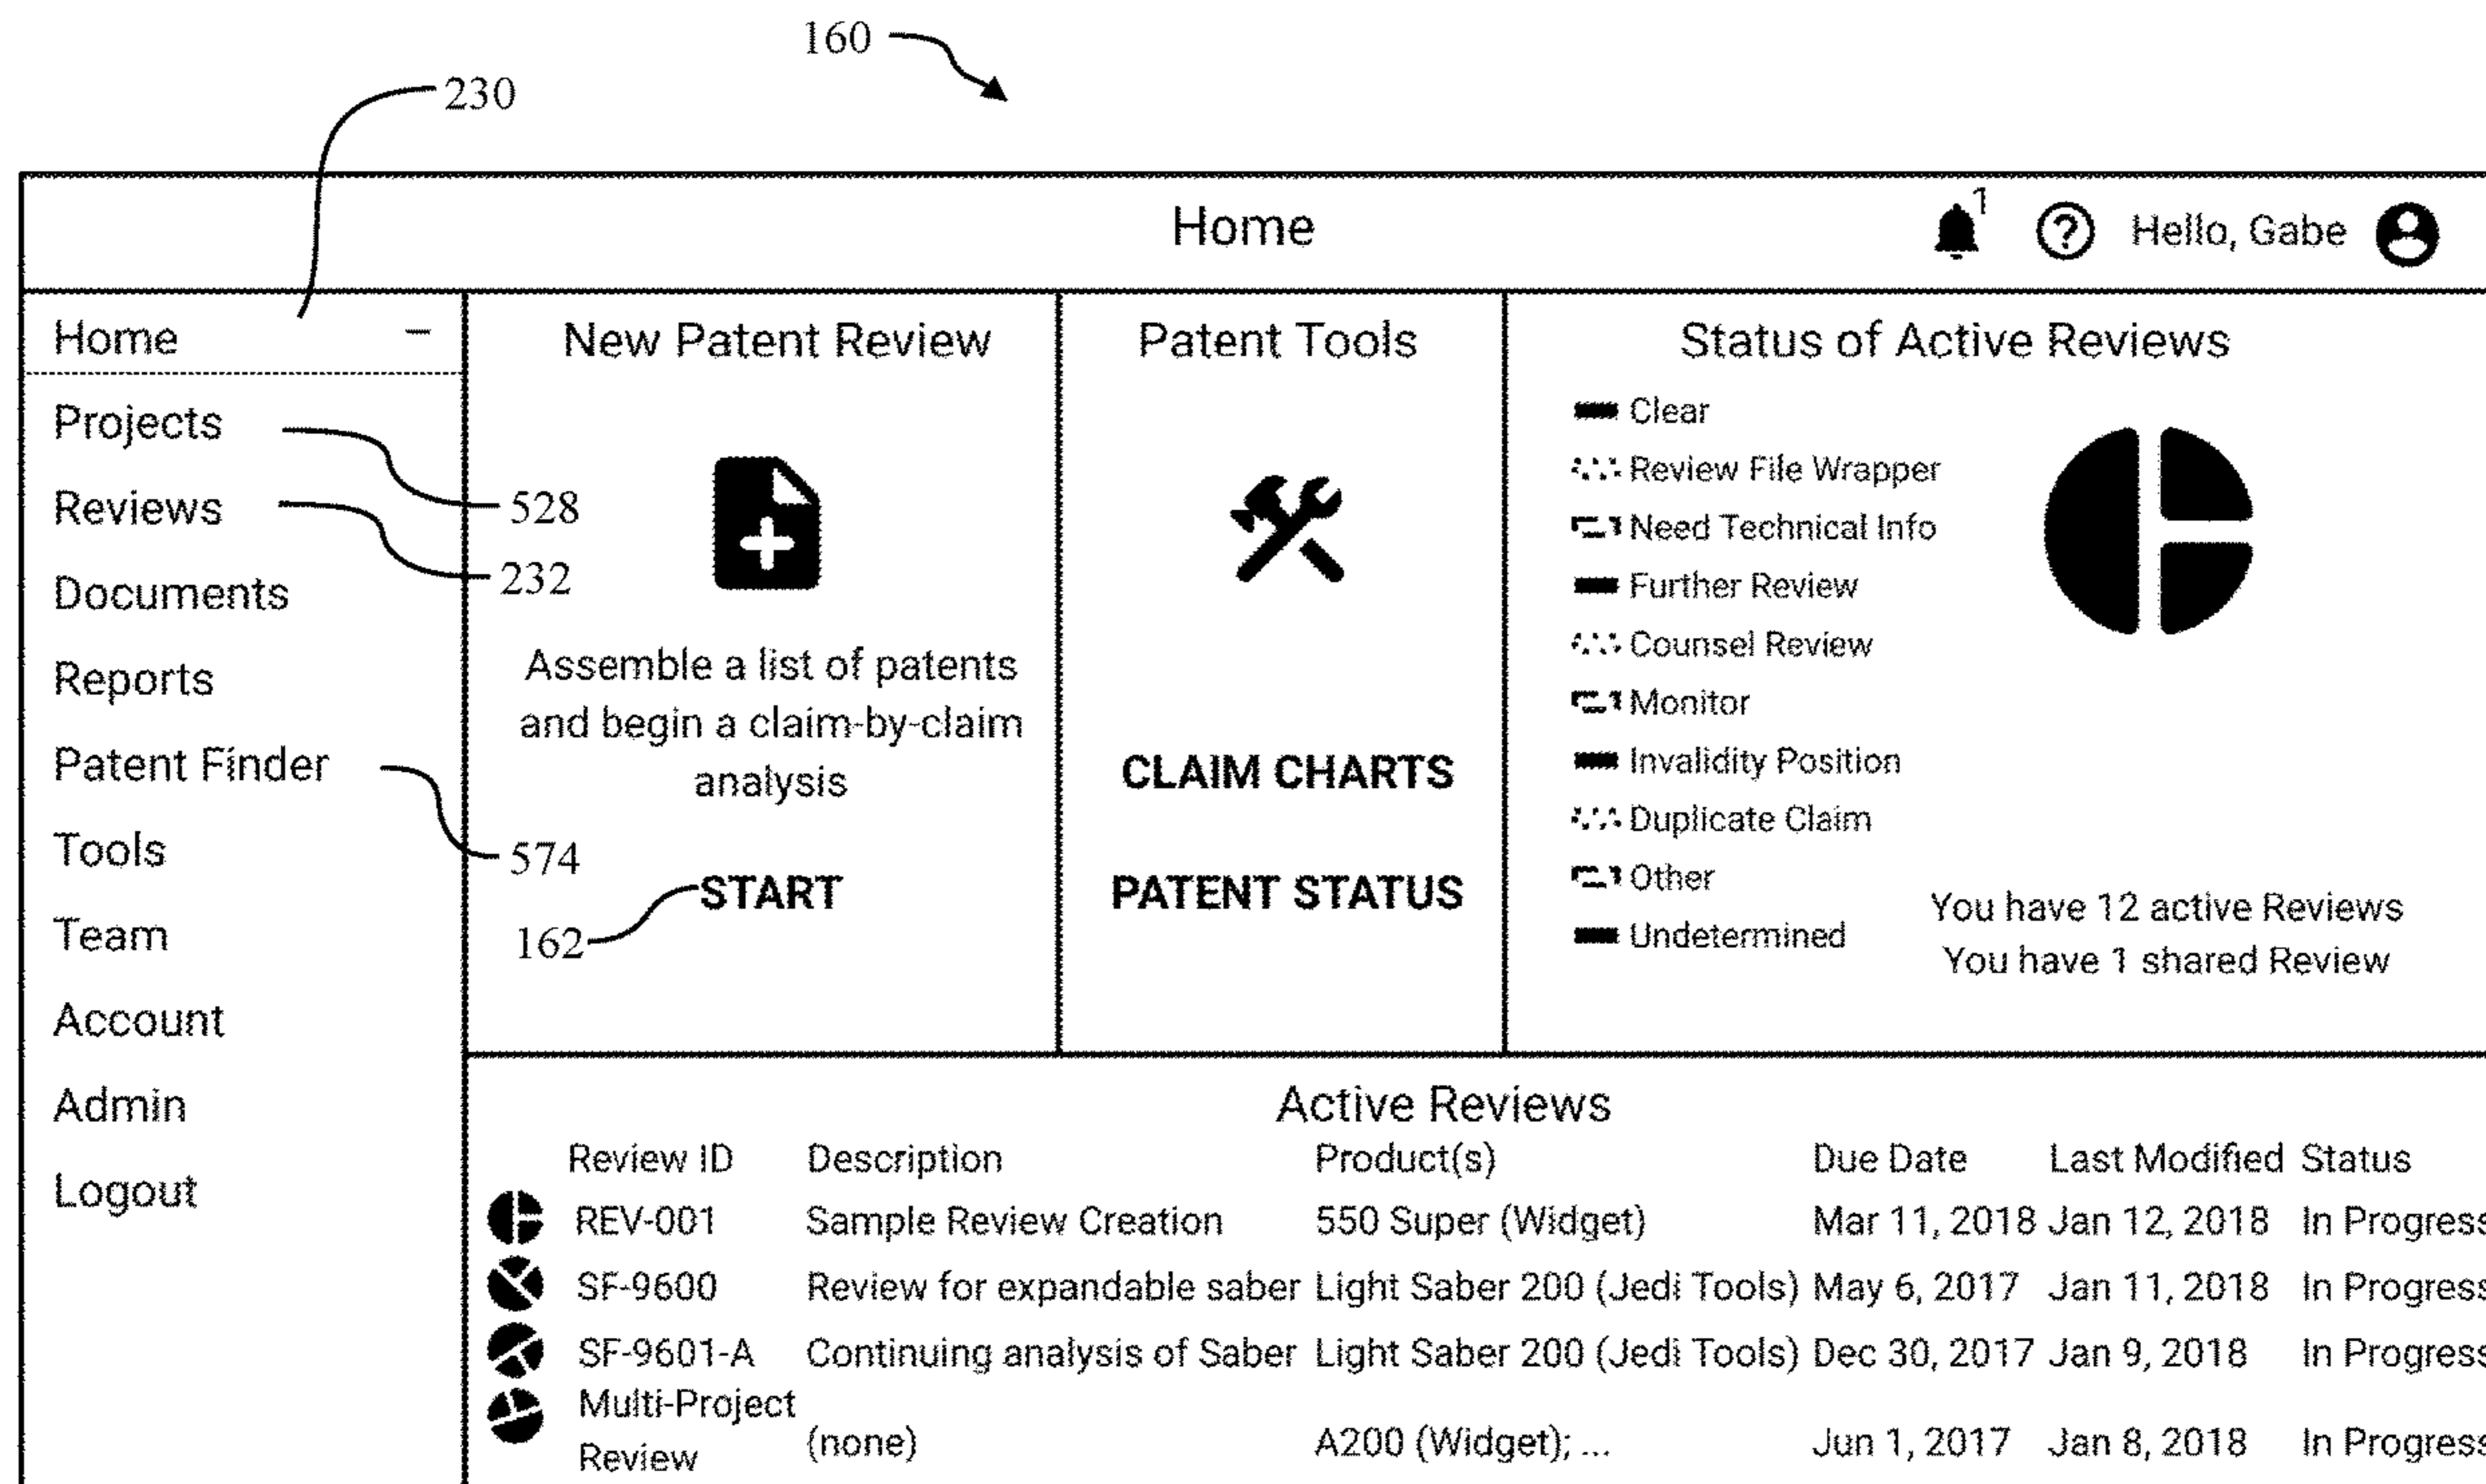 160
230
Home
1
?
Hello, Gabe
Home
Projects
Reviews
Documents
Reports
Patent Finder
Tools
Team
Account
Admin
Logout
528
232
574
162
New Patent Review
Assemble a list of patents
and begin a claim-by-claim
analysis
START
Patent Tools
CLAIM CHARTS
PATENT STATUS
Status of Active Reviews
Clear
Review File Wrapper
Need Technical Info
Further Review
Counsel Review
Monitor
Invalidity Position
Duplicate Claim
Other
Undetermined
You have 12 active Reviews
You have 1 shared Review
Active Reviews
Review ID Description Product(s) Due Date Last Modified Status
REV-001 Sample Review Creation 550 Super (Widget) Mar 11, 2018 Jan 12, 2018 In Progress
SF-9600 Review for expandable saber Light Saber 200 (Jedi Tools) May 6, 2017 Jan 11, 2018 In Progress
SF-9601-A Continuing analysis of Saber Light Saber 200 (Jedi Tools) Dec 30, 2017 Jan 9, 2018 In Progress
Multi-Project
Review (none) A200 (Widget); ... Jun 1, 2017 Jan 8, 2018 In Progress